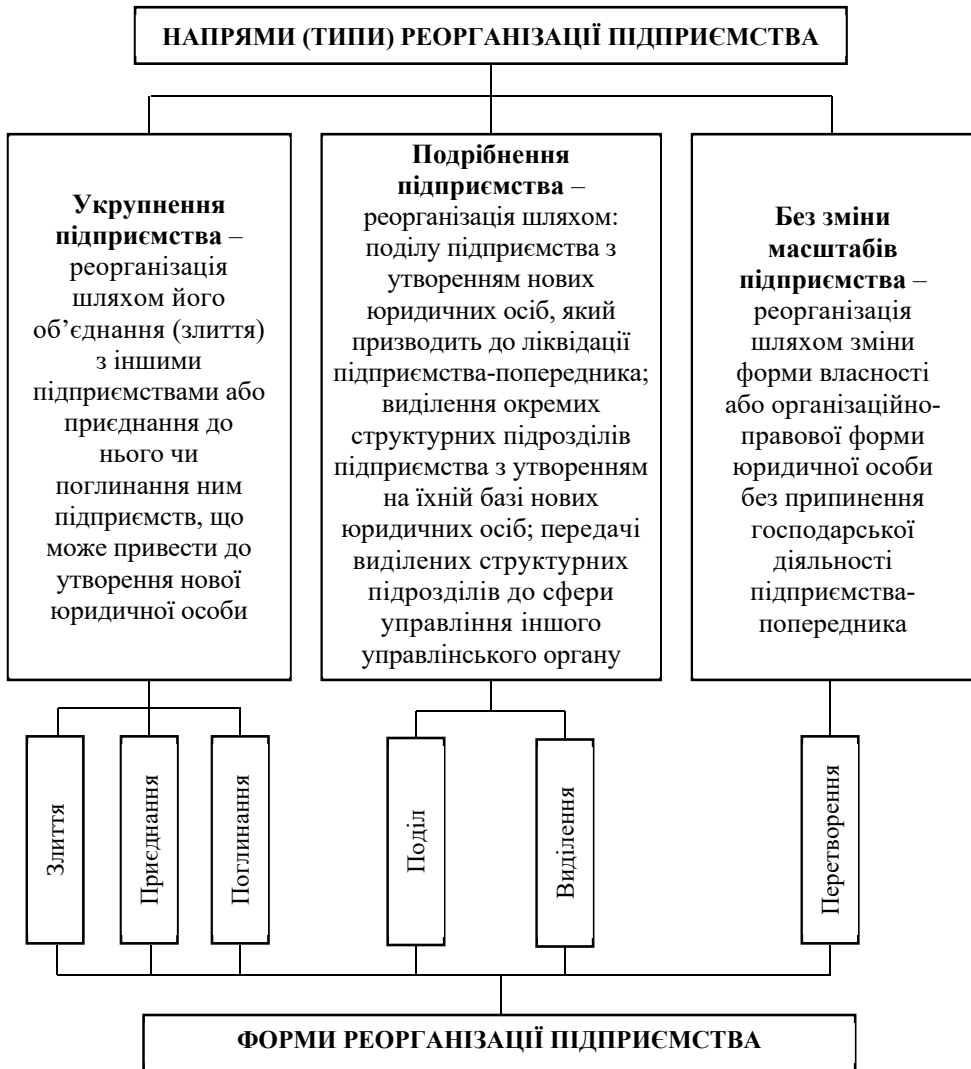 НАПРЯМИ (ТИПИ) РЕОРГАНІЗАЦІЇ ПІДПРИЄМСТВА
Укрупнення
підприємства –
реорганізація
шляхом його
об’єднання (злиття)
з іншими
підприємствами або
приєднання до
нього чи
поглинання ним
підприємств, що
може привести до
утворення нової
юридичної особи
Подрібнення
підприємства –
реорганізація шляхом:
поділу підприємства з
утворенням нових
юридичних осіб, який
призводить до ліквідації
підприємства-попередника;
виділення окремих
структурних підрозділів
підприємства з утворенням
на їхній базі нових
юридичних осіб; передачі
виділених структурних
підрозділів до сфери
управління іншого
управлінського органу
Без зміни
масштабів
підприємства –
реорганізація
шляхом зміни
форми власності
або організаційно-
правової форми
юридичної особи
без припинення
господарської
діяльності
підприємства-
попередника
Злиття
Приєднання
Поглинання
Поділ
Виділення
Перетворення
ФОРМИ РЕОРГАНІЗАЦІЇ ПІДПРИЄМСТВА